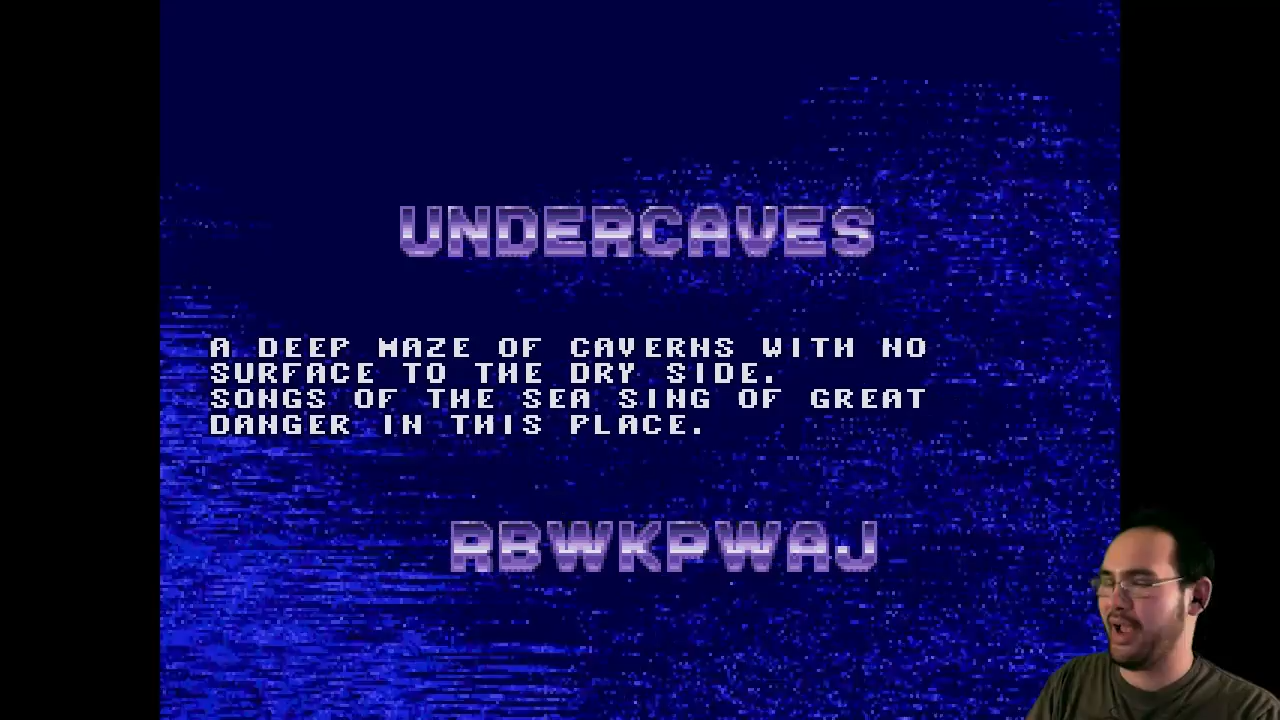 UNDERCAVES
A DEEP MAZE OF CAVERNS WITH NO
SURFACE TO THE DRY SIDE.
SONGS OF THE SEA SING OF GREAT
DANGER IN THIS PLACE.
RBWKPWAJ